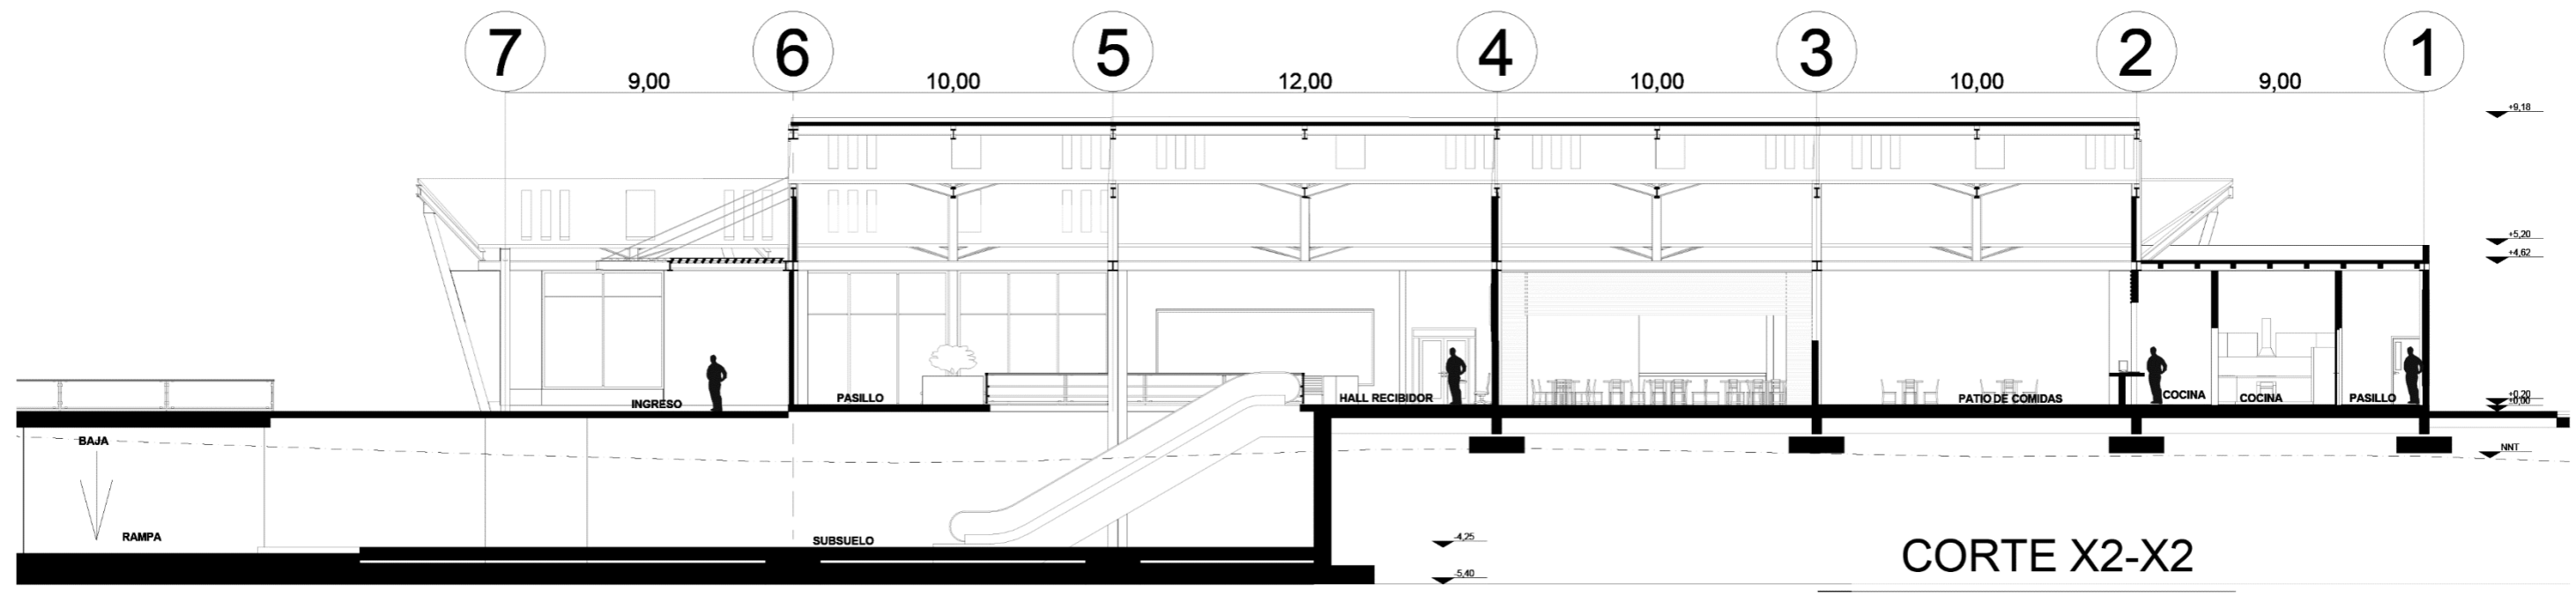 7 6 5 4 3 2 1
9,00 10,00 12,00 10,00 10,00 9,00
+9,18
+5,20
+4,62
INGRESO PASILLO HALL RECIBIDOR PATIO DE COMIDAS COCINA COCINA PASILLO
+0,20
+0,00
BAJA
NNT
RAMPA SUBSUELO
-4,25
CORTE X2-X2
-5,40